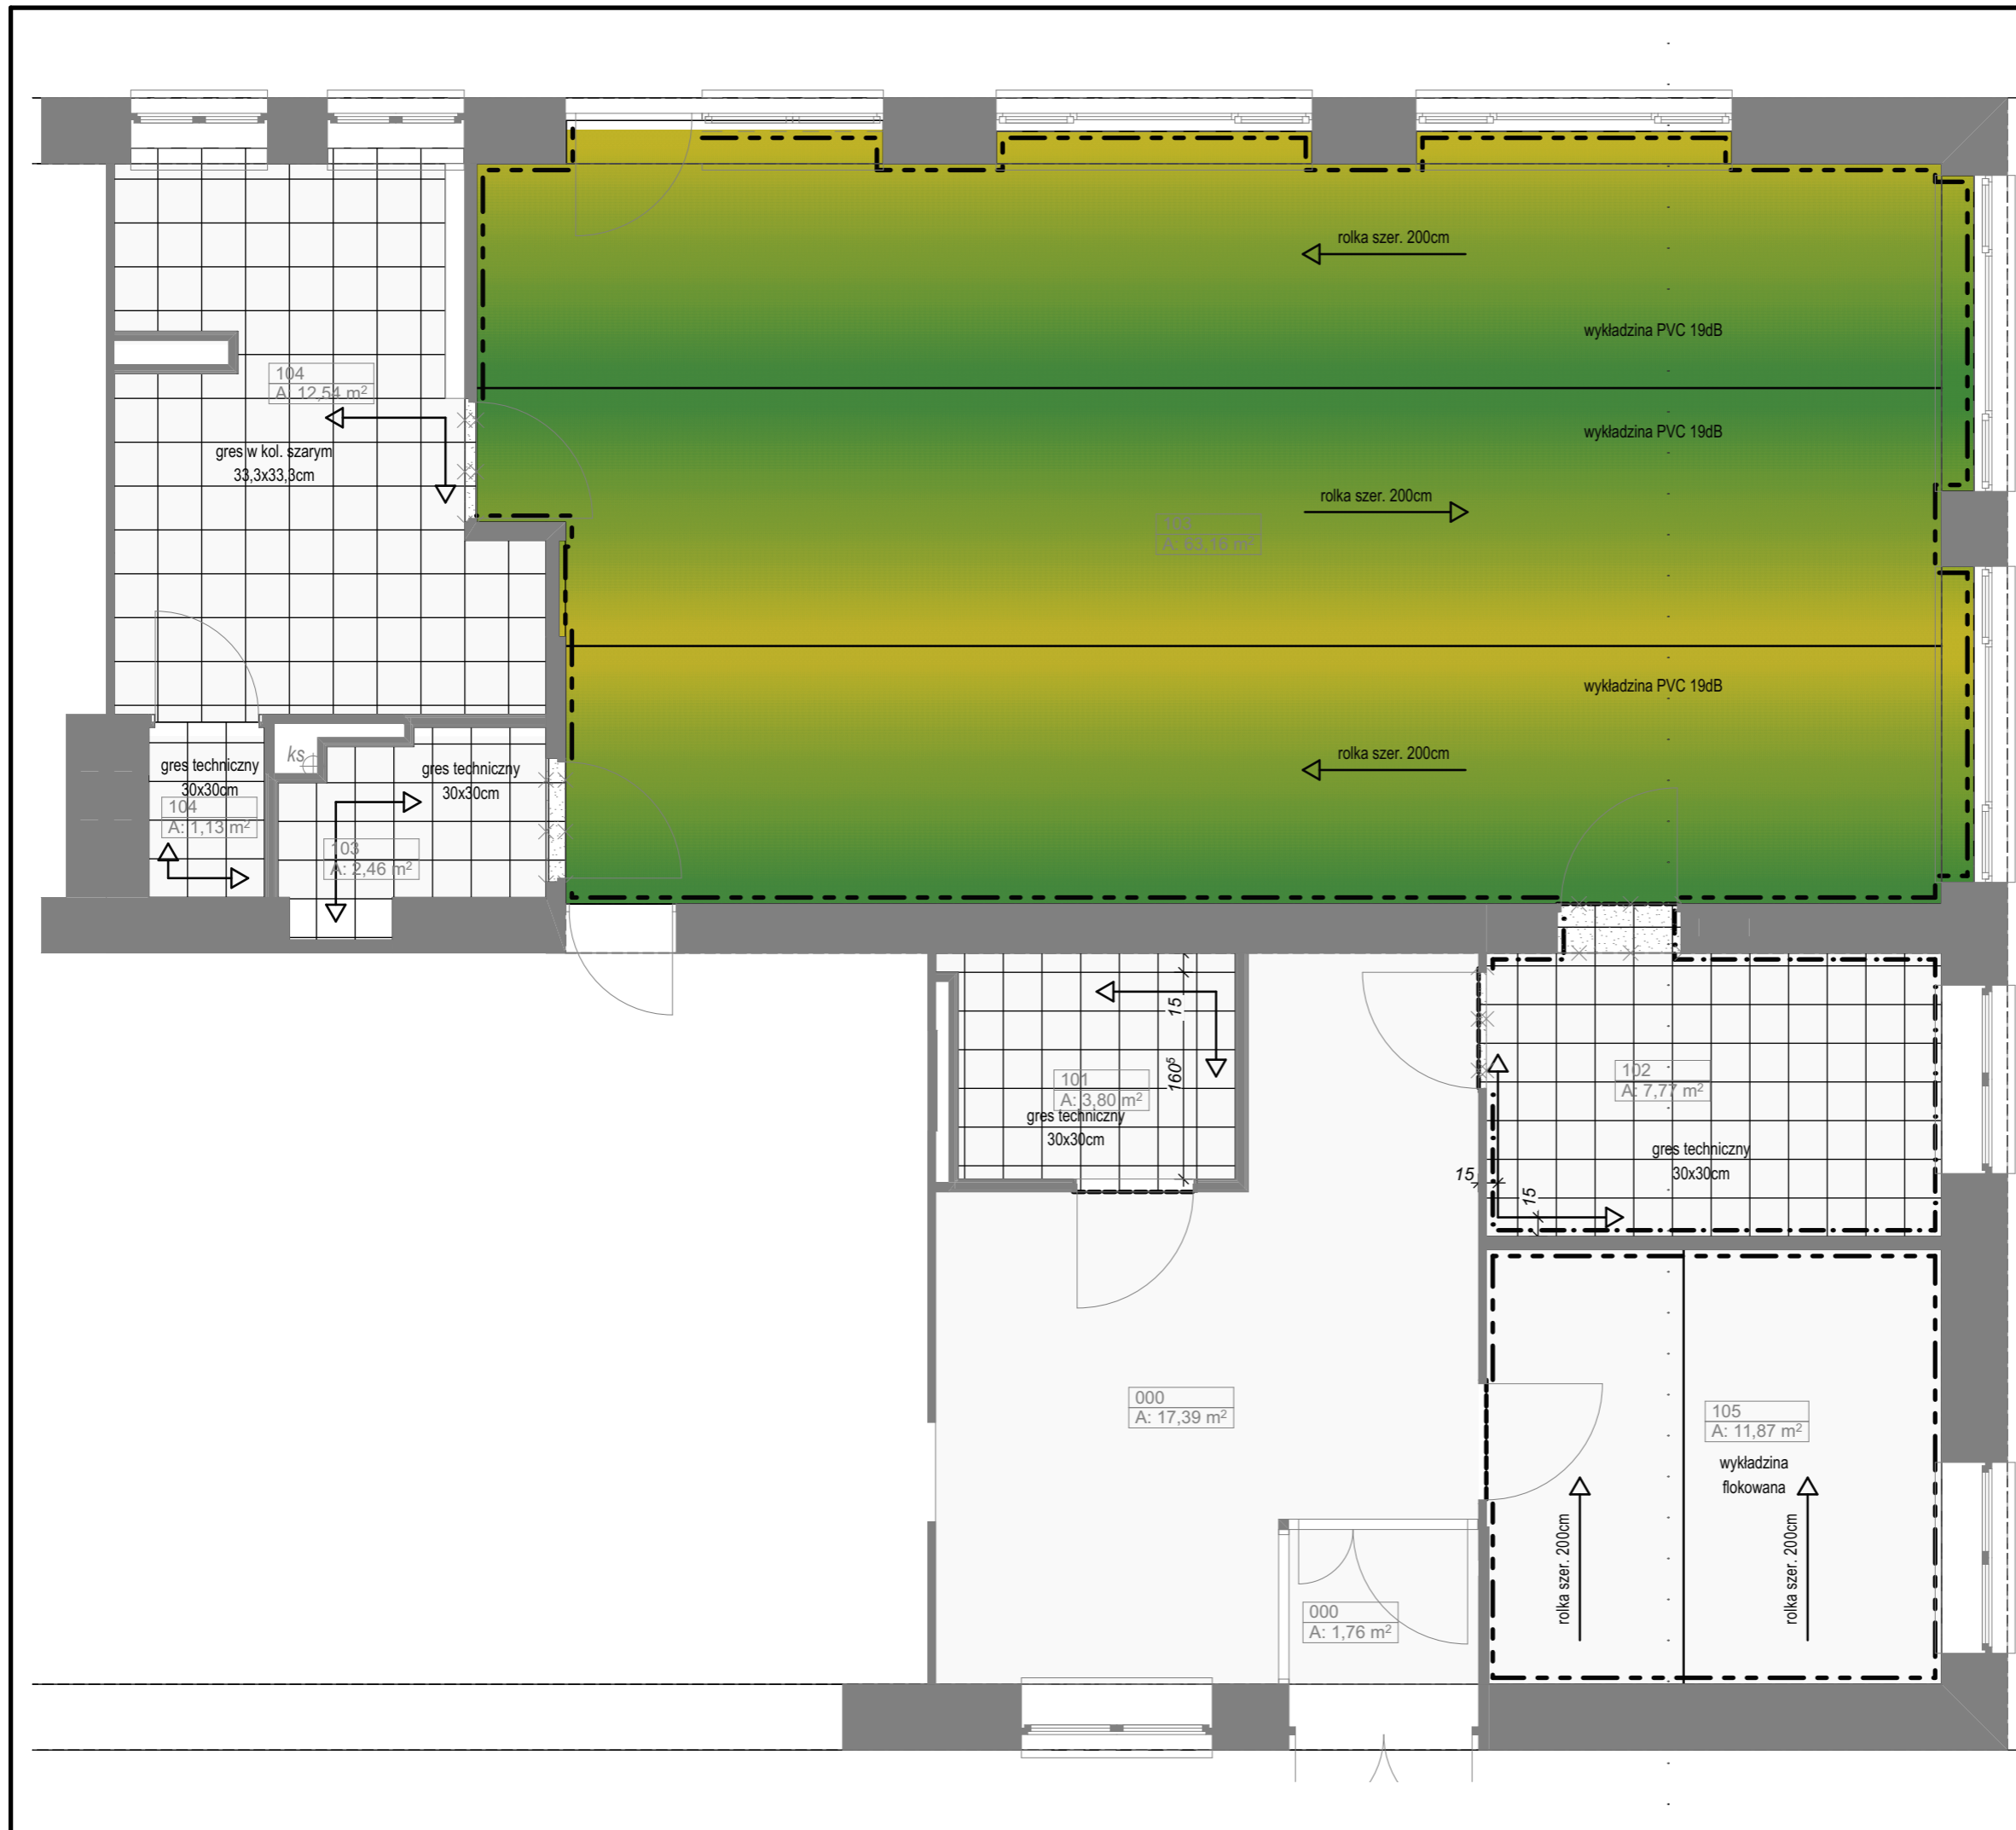 rolka szer. 200cm
wykładzina PVC 19dB
104
A: 12,54 m²
gres w kol. szarym
33,3x33,3cm
wykładzina PVC 19dB
rolka szer. 200cm
103
A: 63,16 m²
wykładzina PVC 19dB
rolka szer. 200cm
ks
gres techniczny
30x30cm
104
A: 1,13 m²
gres techniczny
30x30cm
103
A: 2,46 m²
15
160⁵
101
A: 3,80 m²
gres techniczny
30x30cm
102
A: 7,77 m²
gres techniczny
30x30cm
15
15
000
A: 17,39 m²
105
A: 11,87 m²
wykładzina
flokowana
rolka szer. 200cm
rolka szer. 200cm
000
A: 1,76 m²